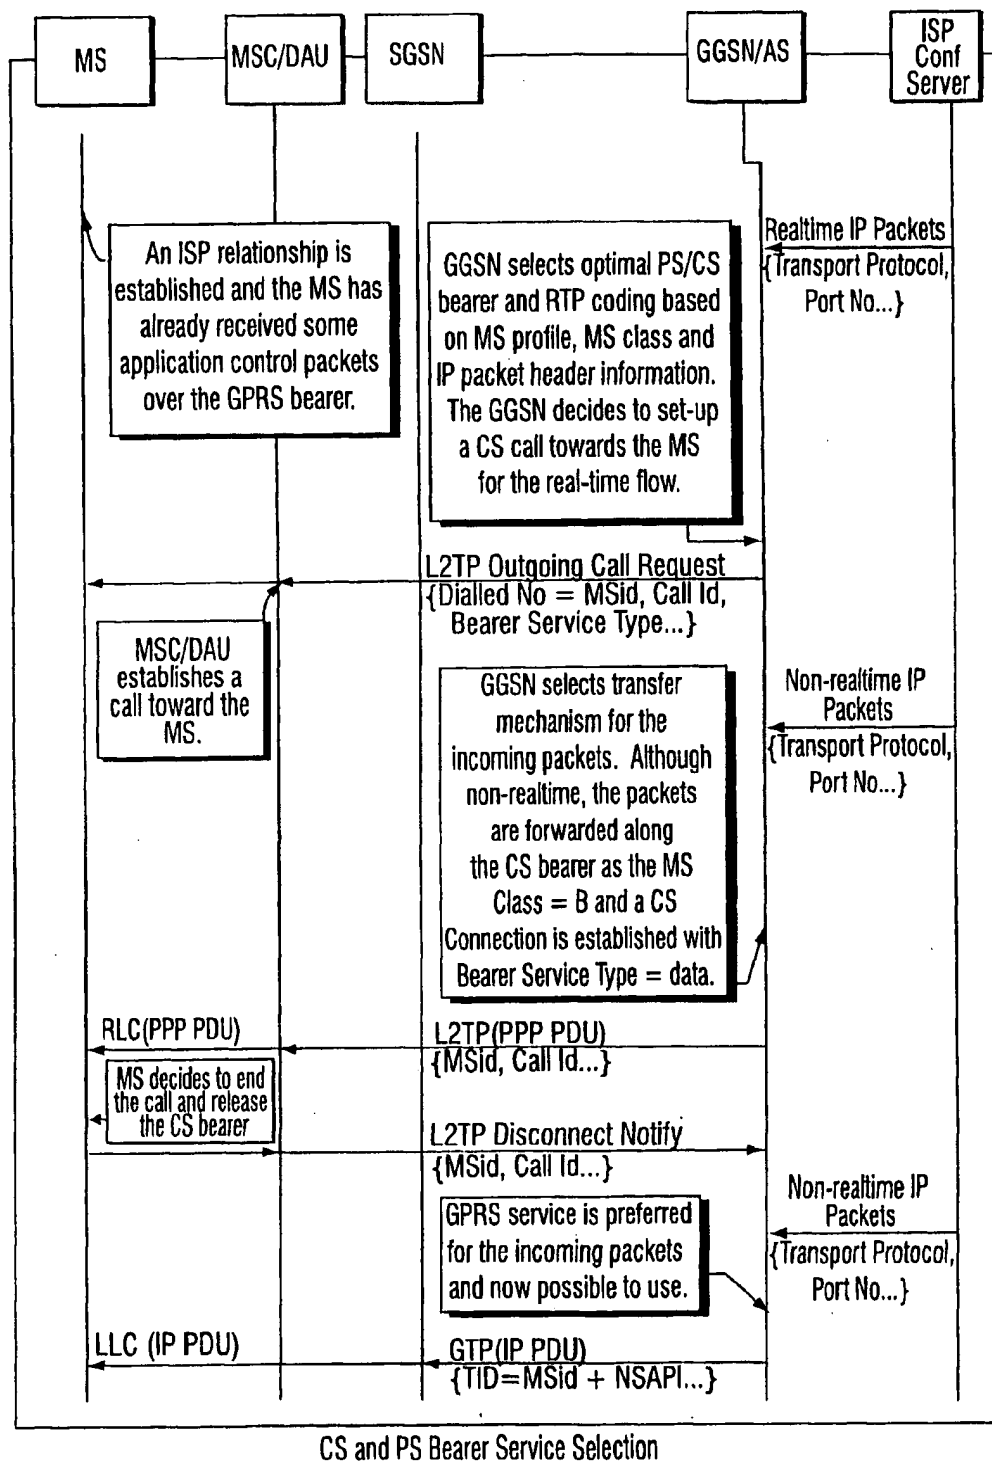 MS
MSC/DAU
SGSN
GGSN/AS
ISP
Conf
Server
An ISP relationship is
established and the MS has
already received some
application control packets
over the GPRS bearer.
GGSN selects optimal PS/CS
bearer and RTP coding based
on MS profile, MS class and
IP packet header information.
The GGSN decides to set-up
a CS call towards the MS
for the real-time flow.
Realtime IP Packets
{Transport Protocol,
Port No...}
L2TP Outgoing Call Request
{Dialled No = MSid, Call Id,
Bearer Service Type...}
MSC/DAU
establishes a
call toward the
MS.
GGSN selects transfer
mechanism for the
incoming packets. Although
non-realtime, the packets
are forwarded along
the CS bearer as the MS
Class = B and a CS
Connection is established with
Bearer Service Type = data.
Non-realtime IP
Packets
{Transport Protocol,
Port No...}
RLC(PPP PDU)
L2TP(PPP PDU)
{MSid, Call Id...}
MS decides to end
the call and release
the CS bearer
L2TP Disconnect Notify
{MSid, Call Id...}
GPRS service is preferred
for the incoming packets
and now possible to use.
Non-realtime IP
Packets
{Transport Protocol,
Port No...}
LLC (IP PDU)
GTP(IP PDU)
{TID=MSid + NSAPI...}
CS and PS Bearer Service Selection